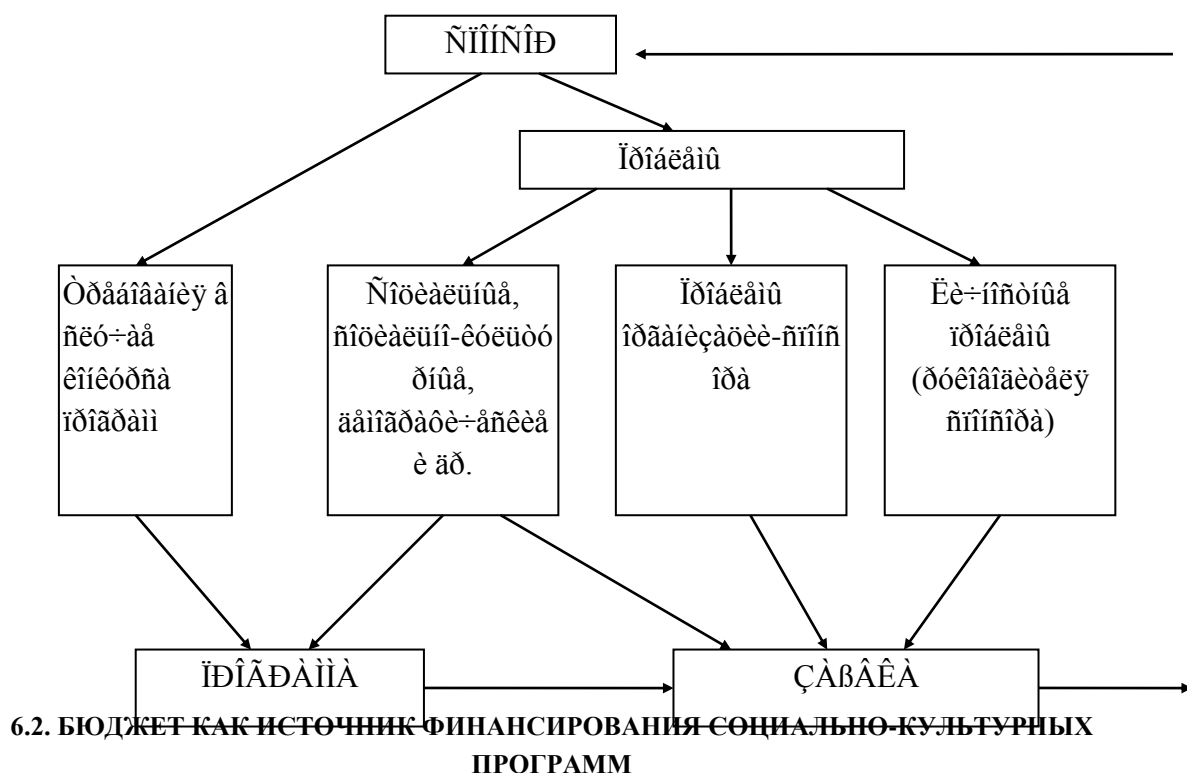 ÑÏÎÍÑÎÐ
Ïðîáëåìû
Òðåáîâàíèÿ â
ñëó÷àå
êîíêóðñà
ïðîãðàìì
Ñîöèàëüíûå,
ñîöèàëüíî-êóëüòó
ðíûå,
äåìîãðàôè÷åñêèå
è äð.
Ïðîáëåìû
îðãàíèçàöèè-ñïîíñ
îðà
Ëè÷íîñòíûå
ïðîáëåìû
(ðóêîâîäèòåëÿ
ñïîíñîðà)
ÏÐÎÃÐÀÌÌÀ
ÇÀßÂÊÀ
6.2. БЮДЖЕТ КАК ИСТОЧНИК ФИНАНСИРОВАНИЯ СОЦИАЛЬНО-КУЛЬТУРНЫХ
ПРОГРАММ